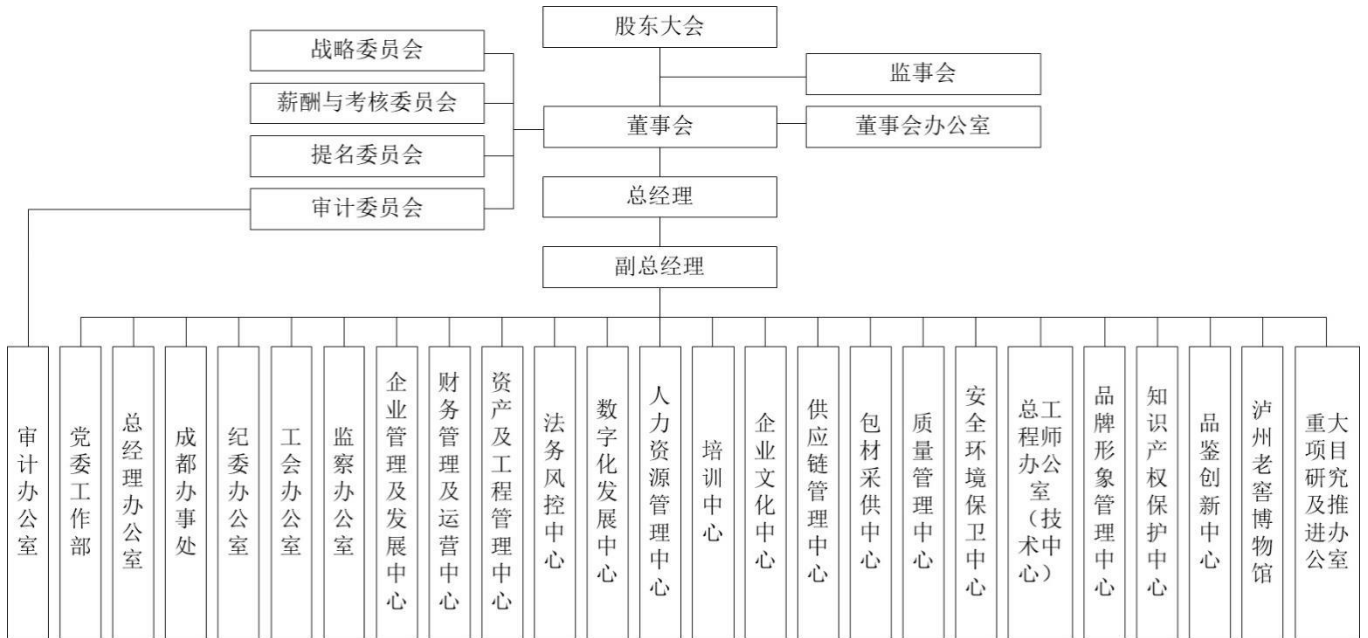 股东大会
战略委员会
监事会
薪酬与考核委员会
董事会
董事会办公室
提名委员会
总经理
审计委员会
副总经理
审计办公室
党委工作部
总经理办公室
成都办事处
纪委办公室
工会办公室
监察办公室
企业管理及发展中心
财务管理及运营中心
资产及工程管理中心
法务风控中心
数字化发展中心
人力资源管理中心
培训中心
企业文化中心
供应链管理中心
包材采供中心
质量管理中心
安全环境保卫中心
总工程师办公室（技术中心）
品牌形象管理中心
知识产权保护中心
品鉴创新中心
泸州老窖博物馆
重大项目研究及推进办公室